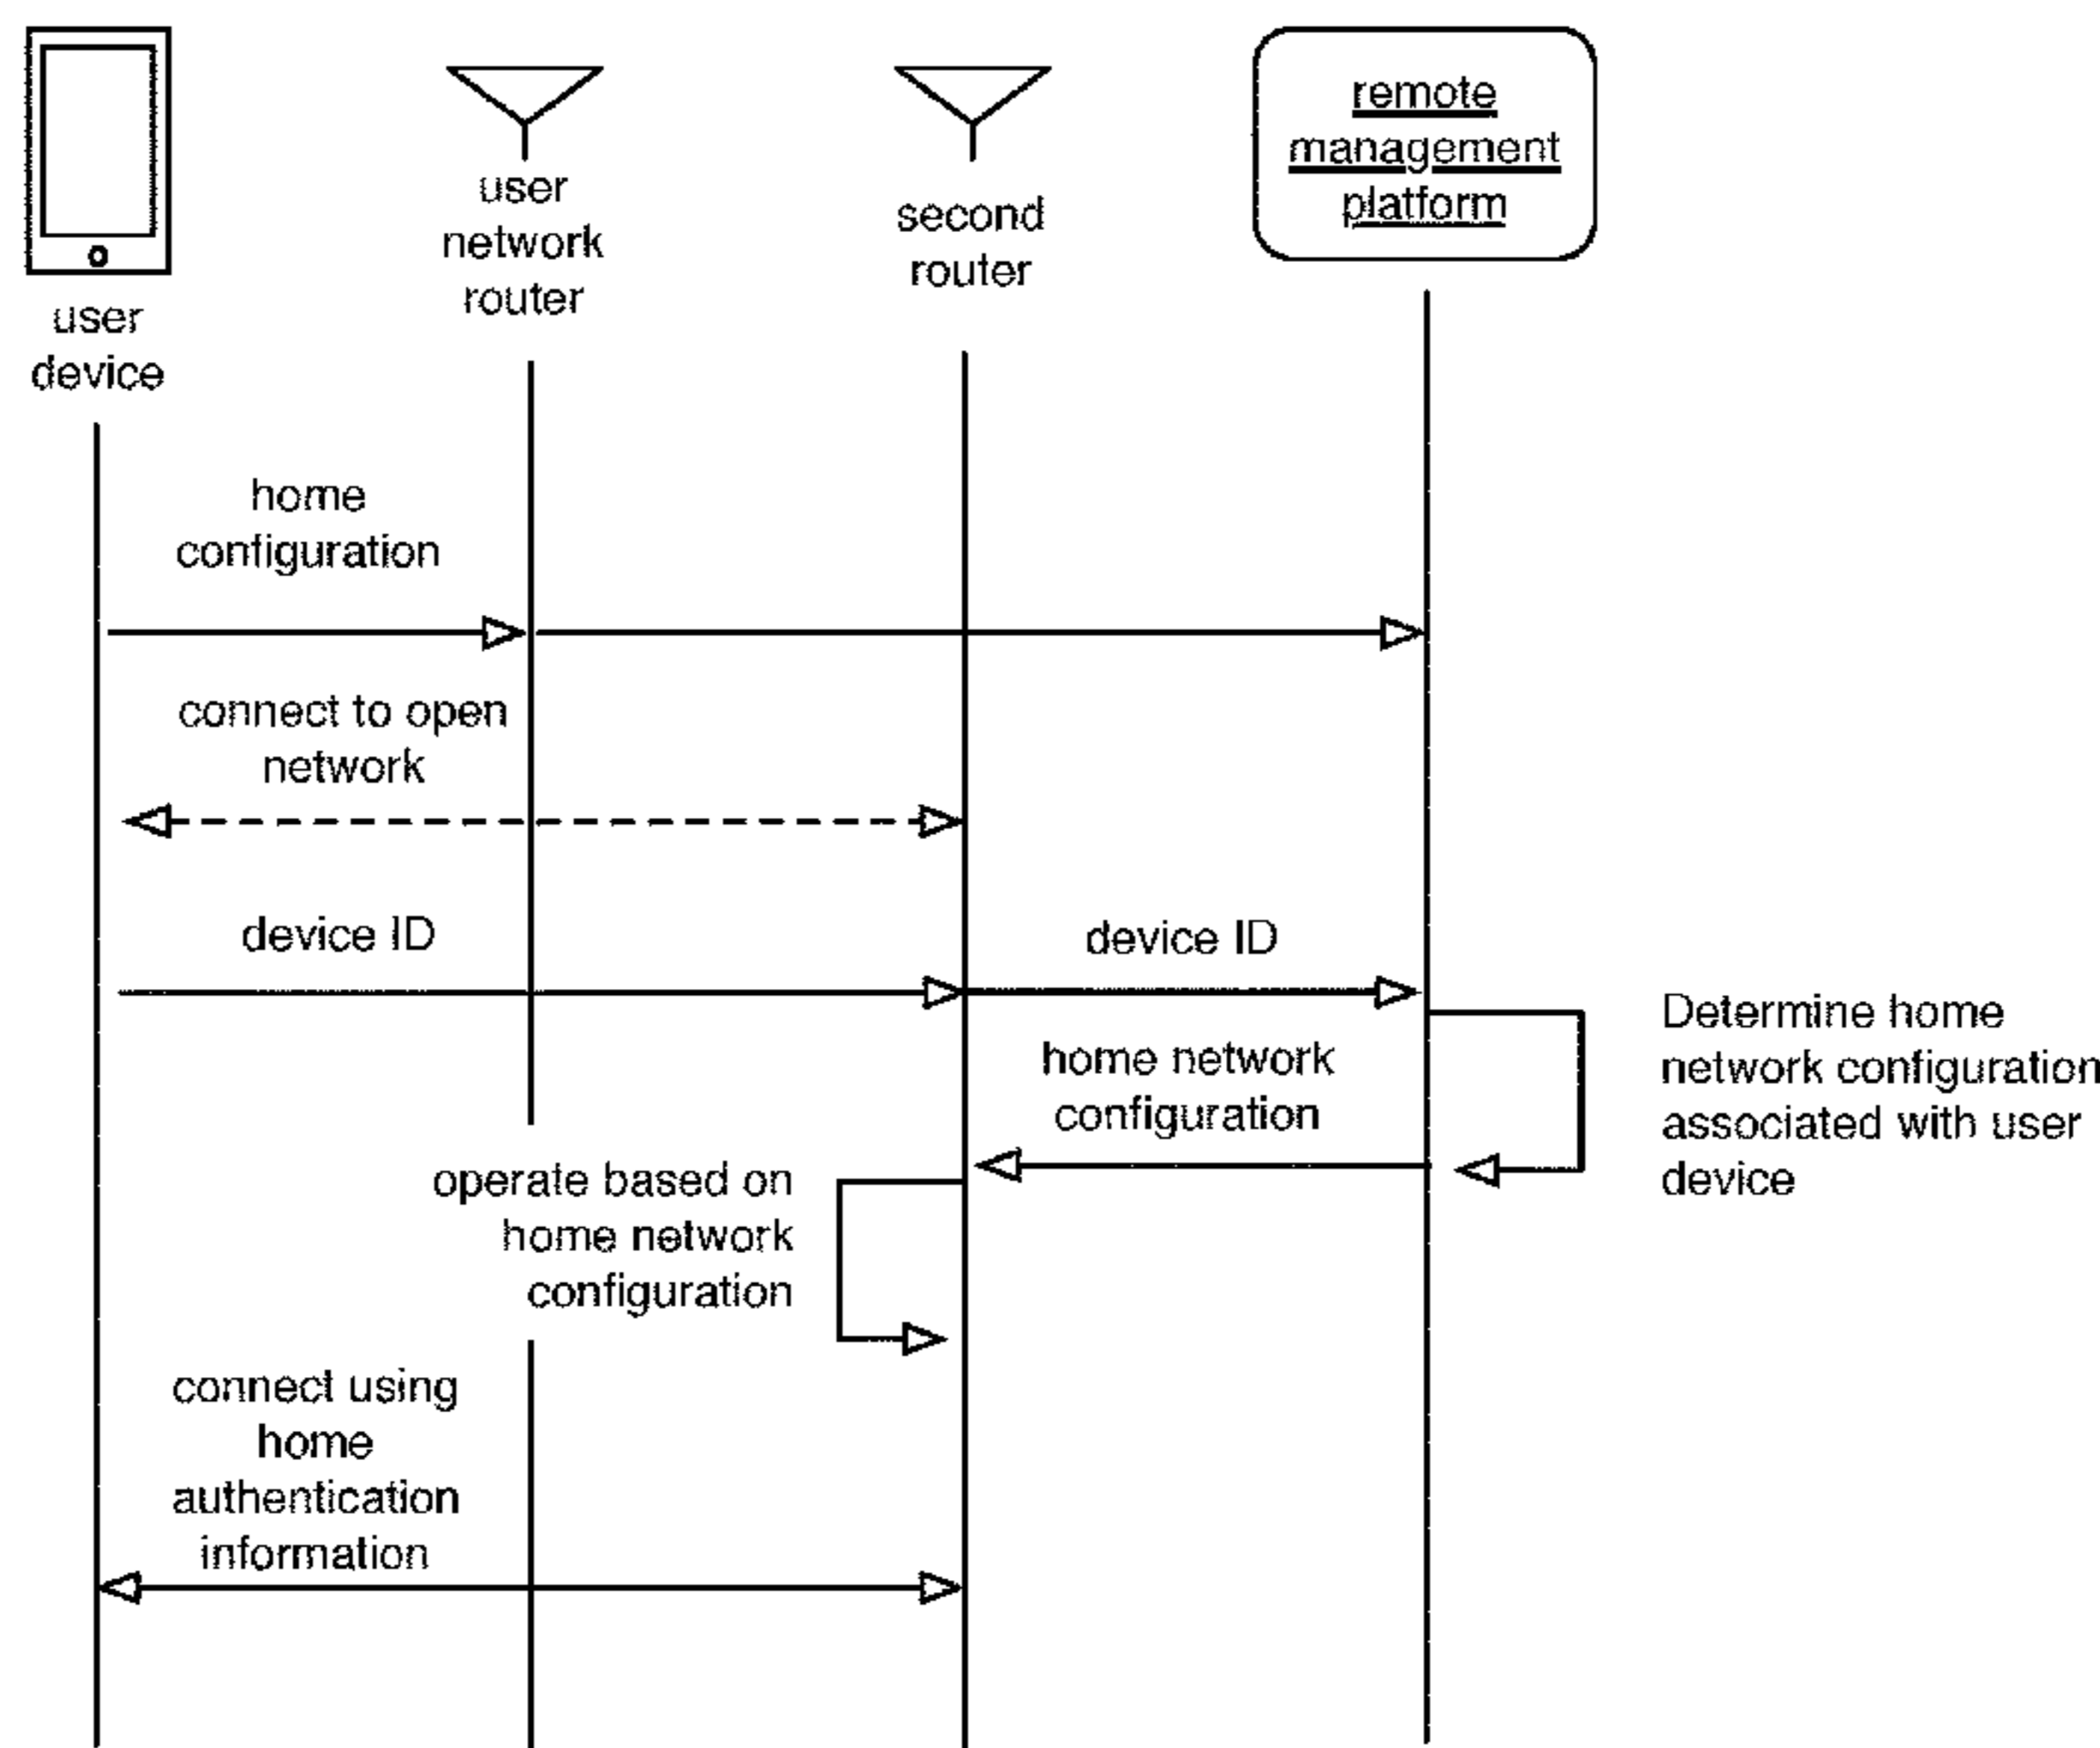 user
device
user
network
router
second
router
remote
management
platform
home
configuration
connect to open
network
device ID
device ID
Determine home
network configuration
associated with user
device
home network
configuration
operate based on
home network
configuration
connect using
home
authentication
information